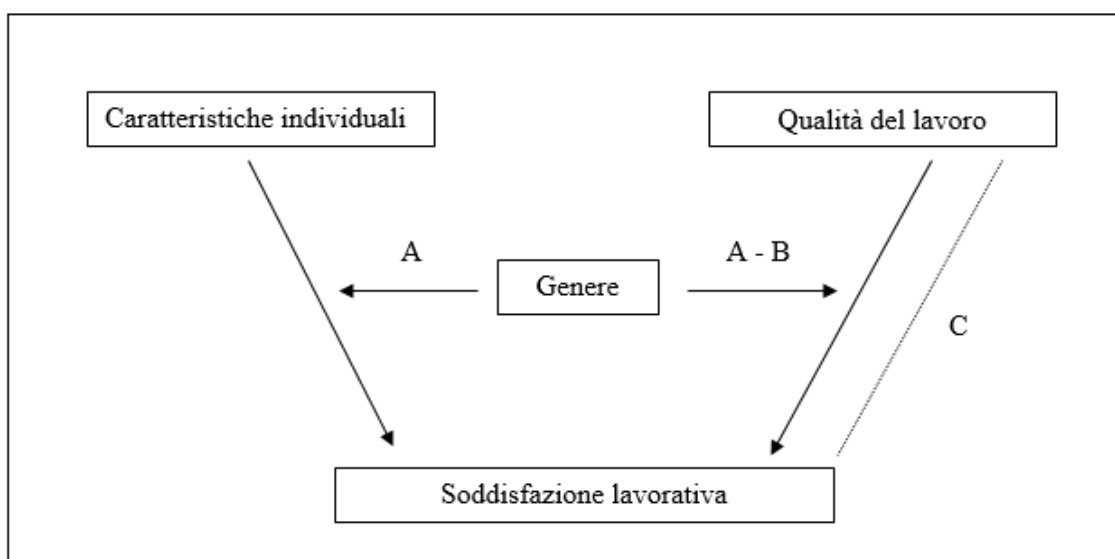 Caratteristiche individuali
Qualità del lavoro
A
A - B
Genere
C
Soddisfazione lavorativa